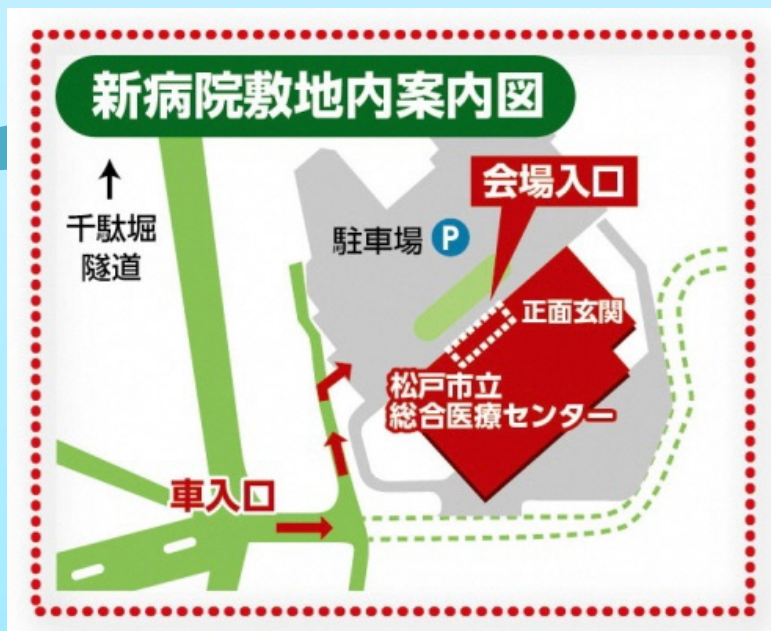 新病院敷地内案内図
千駄堀
隧道
会場入口
駐車場 P
正面玄関
松戸市立
総合医療センター
車入口